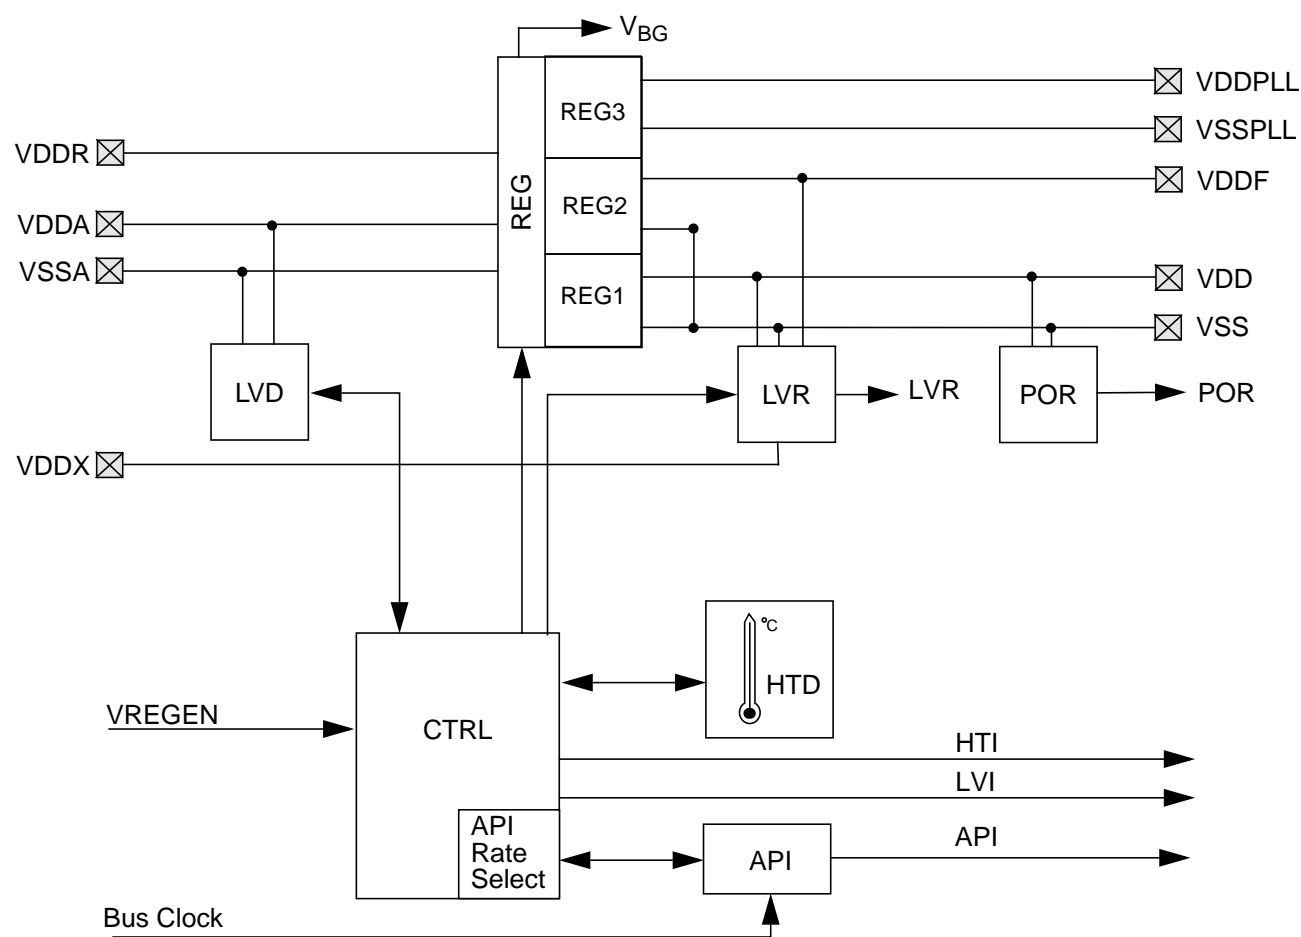 VBG
VDDPLL
REG3
VSSPLL
VDDR
REG
VDDF
REG2
VDDA
VSSA
VDD
REG1
VSS
LVD
LVR
LVR
POR
POR
VDDX
°C
HTD
VREGEN
CTRL
HTI
LVI
API
Rate
Select
API
API
Bus Clock